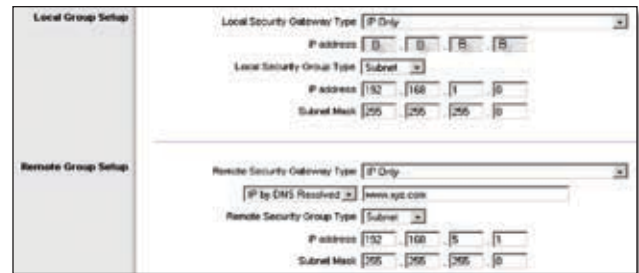 Local Group Setup
Local Security Gateway Type IP Only
IP address 0. 0. 0. 0.
Local Security Group Type Subnet
IP address 192 . 168 . 1 . 0
Subnet Mask 255 . 255 . 255 . 0
Remote Group Setup
Remote Security Gateway Type IP Only
IP by DNS Resolved www.xyz.com
Remote Security Group Type Subnet
IP address 192 . 168 . 5 . 1
Subnet Mask 255 . 255 . 255 . 0